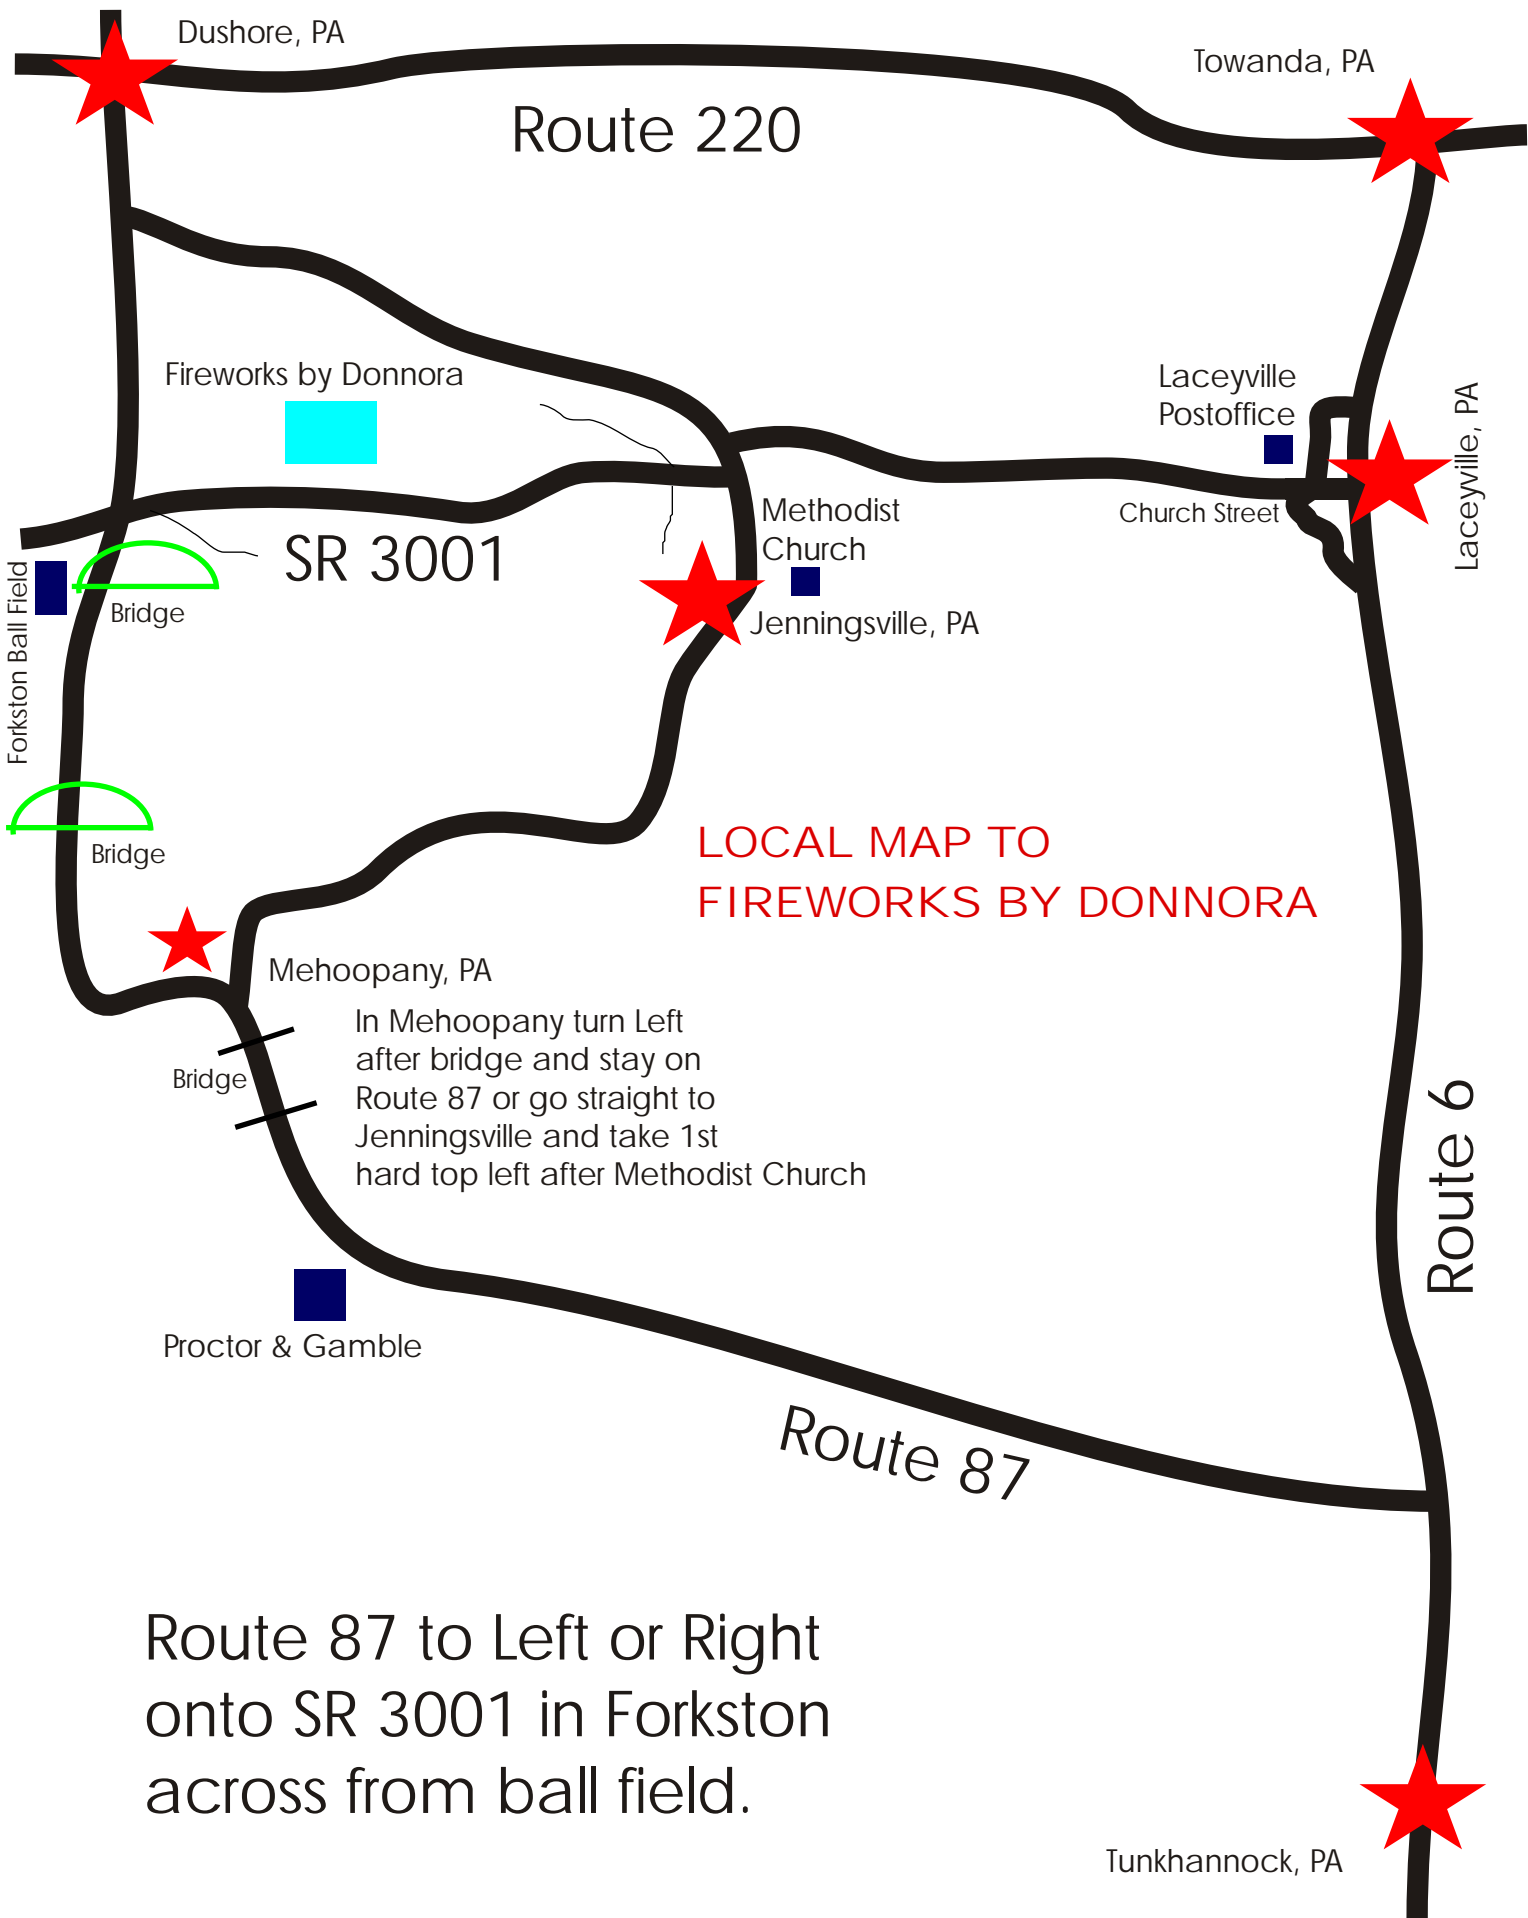 Dushore, PA
Towanda, PA
Route 220
Fireworks by Donnora
Laceyville
Postoffice
Laceyville, PA
Methodist
Church
Church Street
SR 3001
Forkston Ball Field
Bridge
Jenningsville, PA
Bridge
LOCAL MAP TO
FIREWORKS BY DONNORA
Mehoopany, PA
In Mehoopany turn Left
after bridge and stay on
Route 87 or go straight to
Jenningsville and take 1st
hard top left after Methodist Church
Bridge
Route 6
Proctor & Gamble
Route 87
Route 87 to Left or Right
onto SR 3001 in Forkston
across from ball field.
Tunkhannock, PA